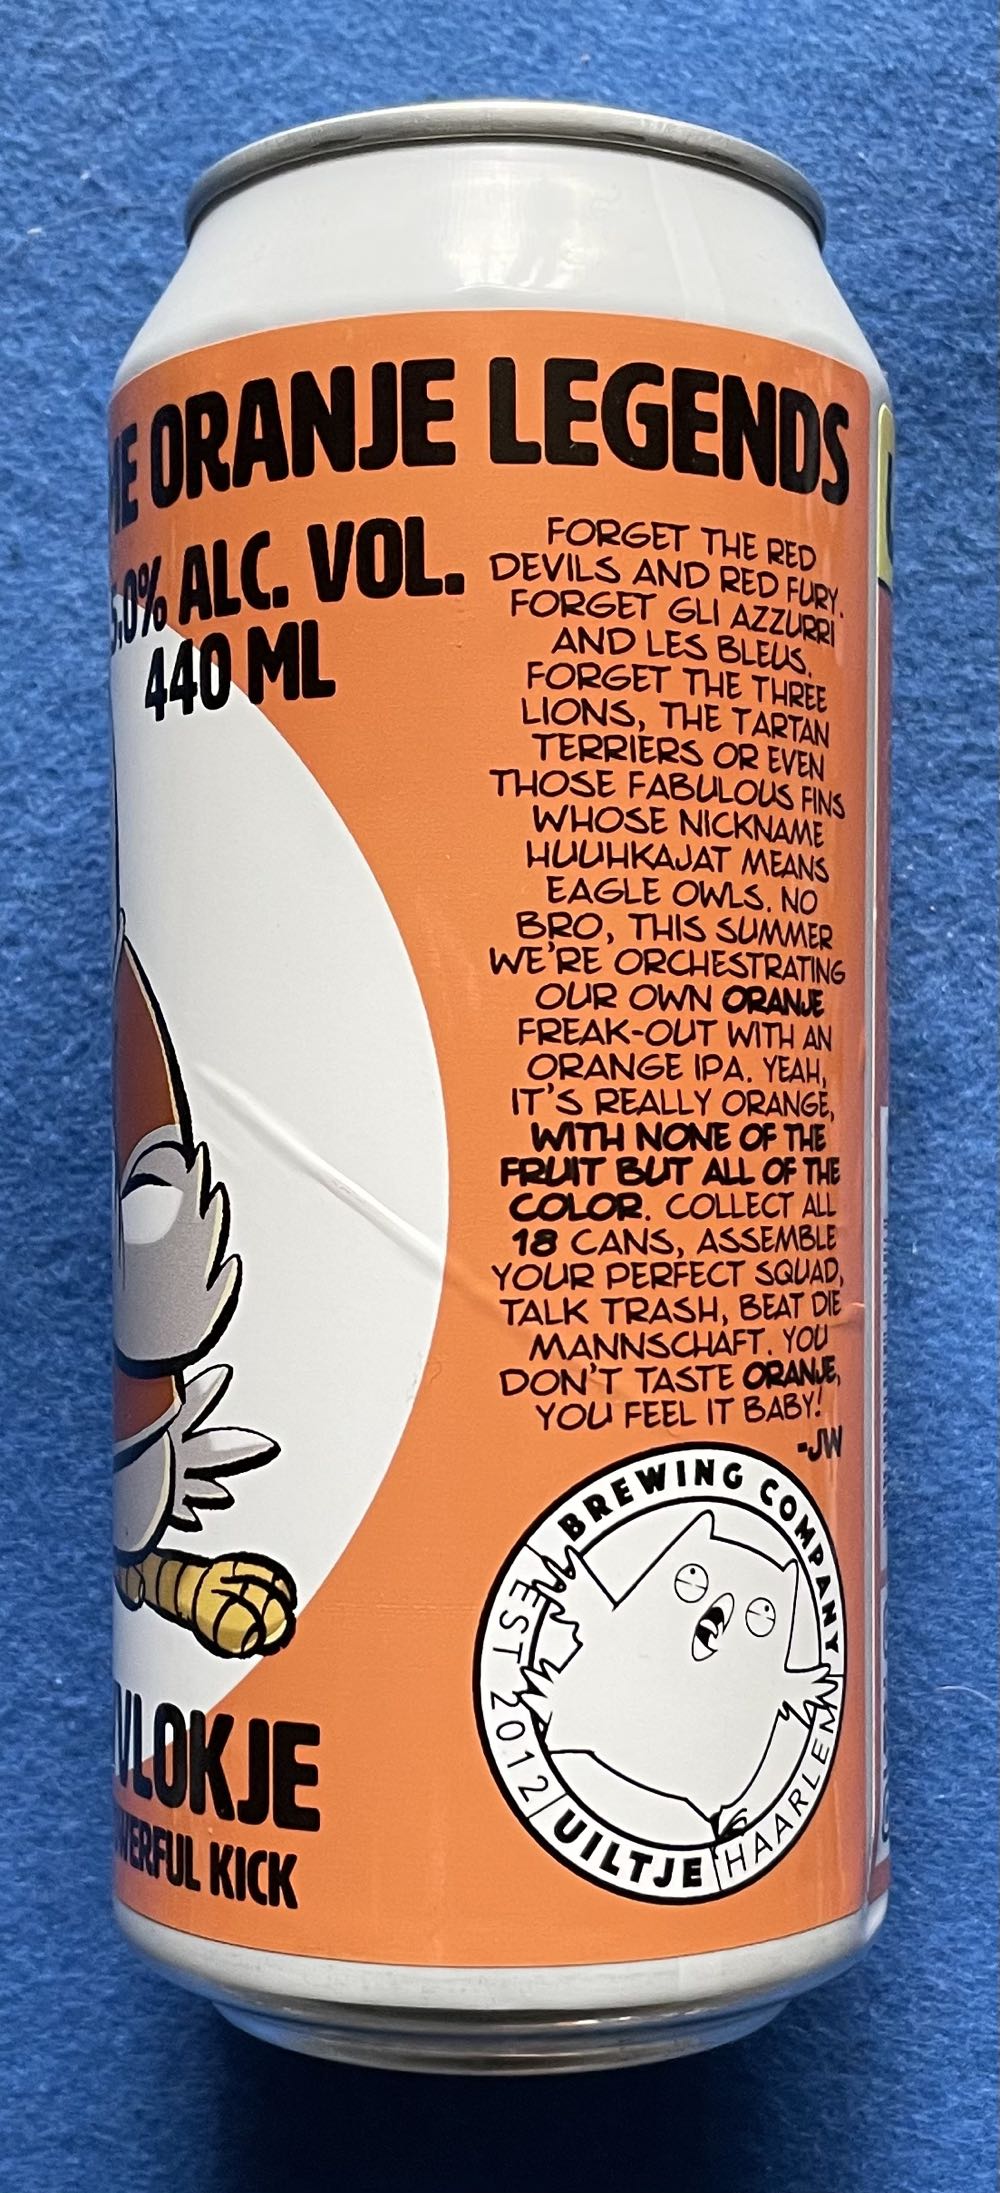 ORANJE LEGENDS
5.0% ALC. VOL.
440 ML
FORGET THE RED
DEVILS AND RED FURY.
FORGET GLI AZZURRI
AND LES BLEUS.
FORGET THE THREE
LIONS, THE TARTAN
TERRIERS OR EVEN
THOSE FABULOUS FINS
WHOSE NICKNAME
HUUHKAJAT MEANS
EAGLE OWLS. NO
BRO, THIS SUMMER
WE'RE ORCHESTRATING
OUR OWN ORANJE
FREAK-OUT WITH AN
ORANGE IPA. YEAH,
IT'S REALLY ORANGE,
WITH NONE OF THE
FRUIT BUT ALL OF THE
COLOR. COLLECT ALL
18 CANS, ASSEMBLE
YOUR PERFECT SQUAD,
TALK TRASH, BEAT DIE
MANNSCHAFT. YOU
DON'T TASTE ORANJE,
YOU FEEL IT BABY!
-JW
BREWING COMPANY
EST 2012
UILTJE
HAARLEM
VLOKJE
WERFUL KICK